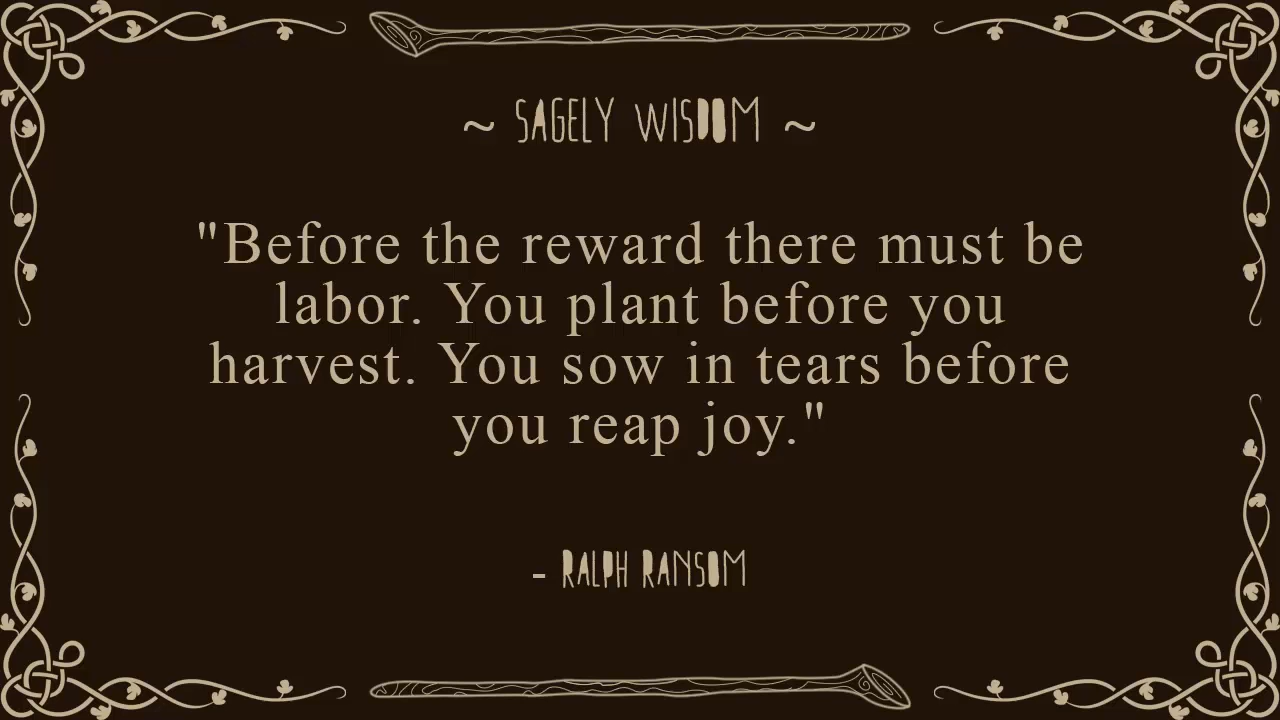 ~ SAGELY WISDOM ~
"Before the reward there must be
labor. You plant before you
harvest. You sow in tears before
you reap joy."
- RALPH RANSOM